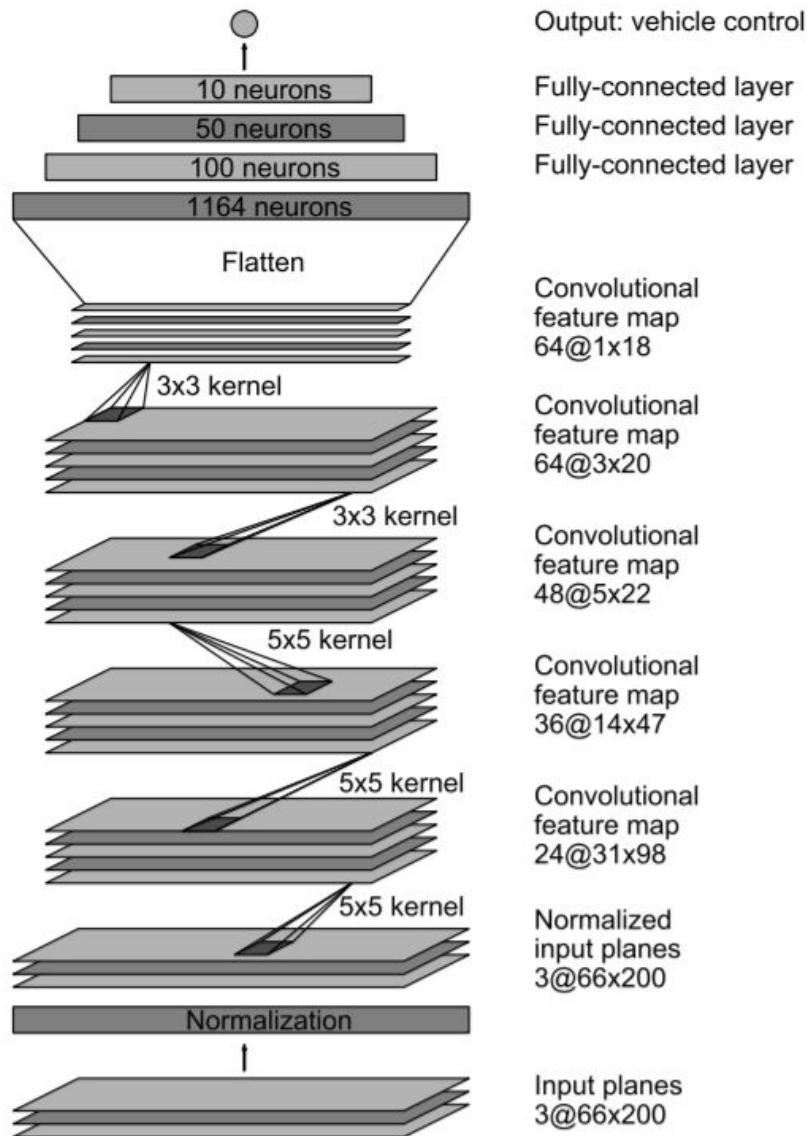 Output: vehicle control
10 neurons
Fully-connected layer
50 neurons
Fully-connected layer
100 neurons
Fully-connected layer
1164 neurons
Flatten
Convolutional
feature map
64@1x18
3x3 kernel
Convolutional
feature map
64@3x20
3x3 kernel
Convolutional
feature map
48@5x22
5x5 kernel
Convolutional
feature map
36@14x47
5x5 kernel
Convolutional
feature map
24@31x98
5x5 kernel
Normalized
input planes
3@66x200
Normalization
Input planes
3@66x200